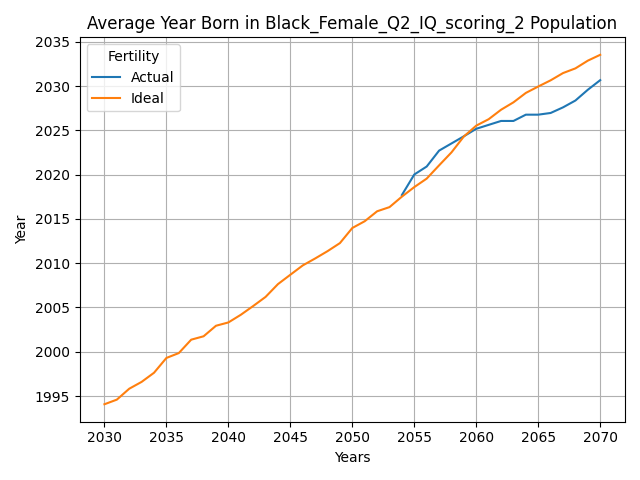 Average Year Born in Black_Female_Q2_IQ_scoring_2 Population
Fertility
Actual
Ideal
Year
2035
2030
2025
2020
2015
2010
2005
2000
1995
2030 2035 2040 2045 2050 2055 2060 2065 2070
Years